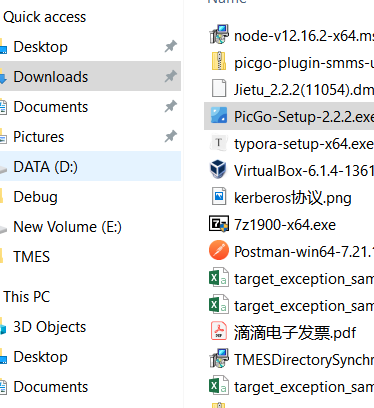 Quick access
Desktop
Downloads
Documents
Pictures
DATA (D:)
Debug
New Volume (E:)
TMES
This PC
3D Objects
Desktop
Documents
node-v12.16.2-x64.ms
picgo-plugin-smms-u
Jietu_2.2.2(11054).dm
PicGo-Setup-2.2.2.exe
typora-setup-x64.exe
VirtualBox-6.1.4-1361
kerberos协议.png
7z1900-x64.exe
Postman-win64-7.21.1
target_exception_sam
target_exception_sam
滴滴电子发票.pdf
TMESDirectorySynchr
target_exception_sam